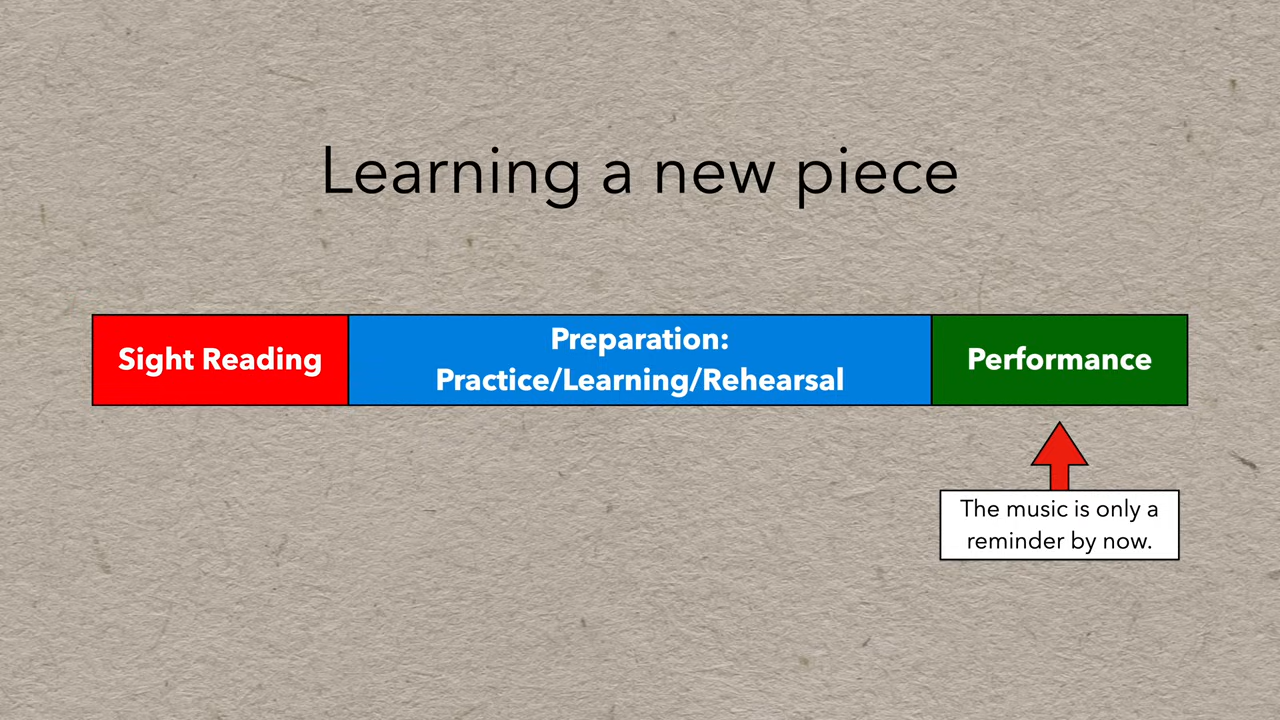 Learning a new piece
Sight Reading
Preparation:
Practice/Learning/Rehearsal
Performance
The music is only a
reminder by now.